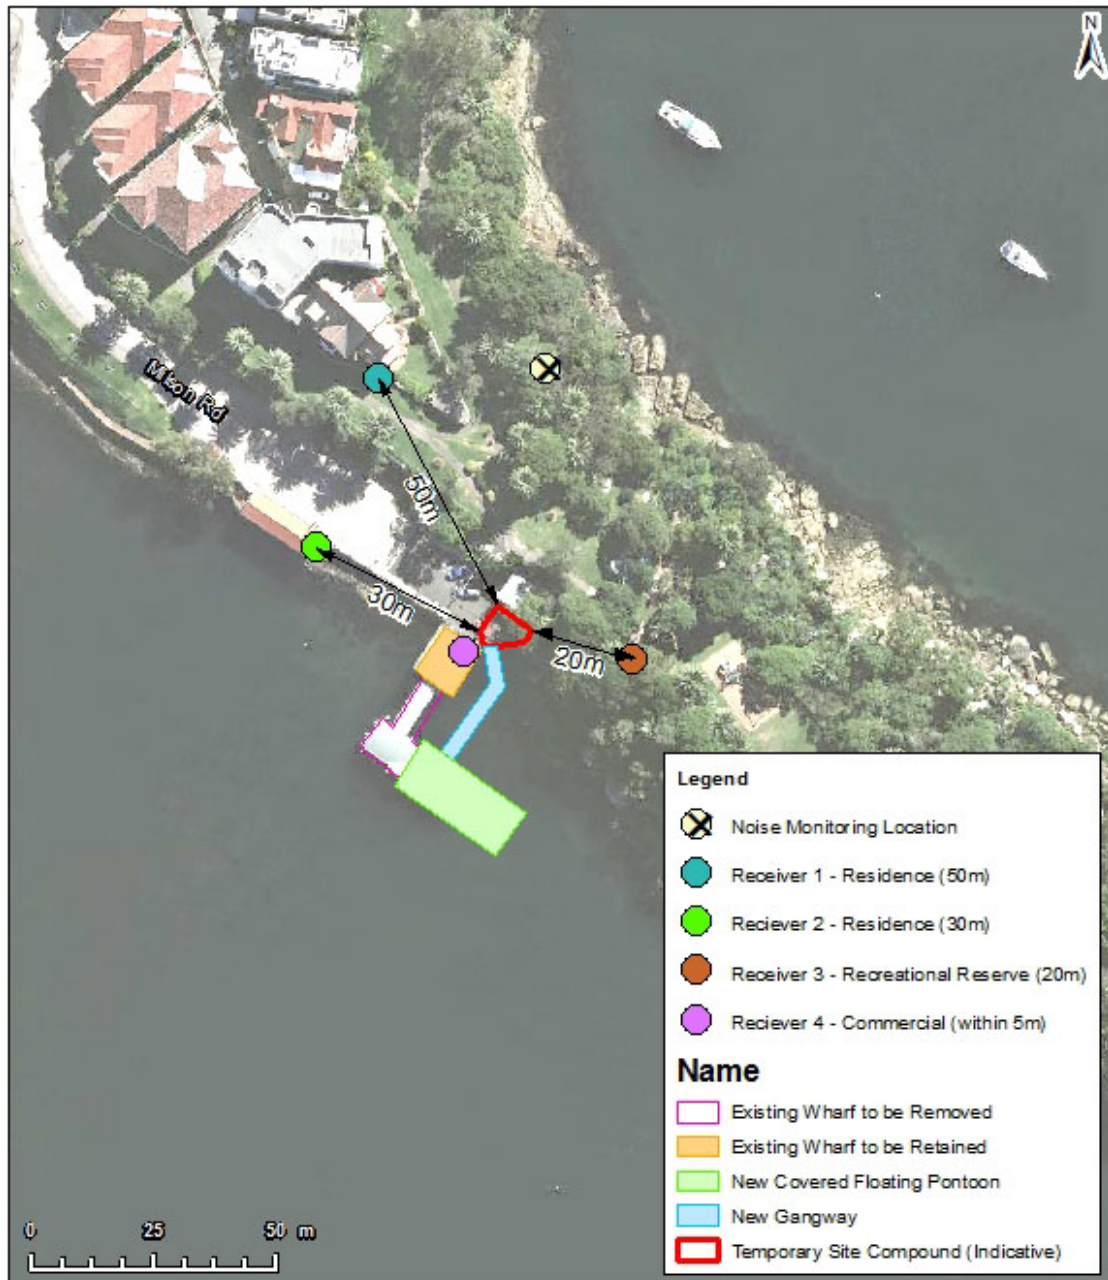 N
Milson Rd
50m
30m
20m
Legend
Noise Monitoring Location
Receiver 1 - Residence (50m)
Reciever 2 - Residence (30m)
Receiver 3 - Recreational Reserve (20m)
Reciever 4 - Commercial (within 5m)
Name
Existing Wharf to be Removed
Existing Wharf to be Retained
New Covered Floating Pontoon
New Gangway
Temporary Site Compound (Indicative)
0 25 50 m